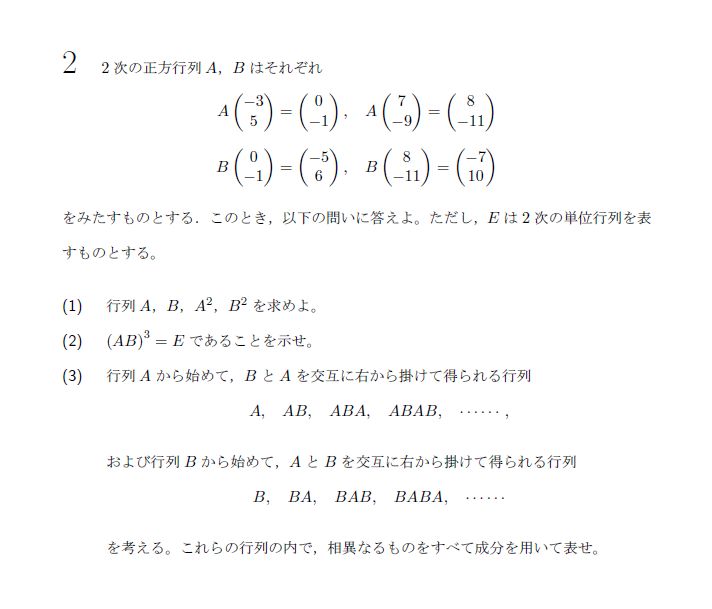 2 2 次の正方行列 A，B はそれぞれ
A \begin{pmatrix} -3 \\ 5 \end{pmatrix} = \begin{pmatrix} 0 \\ -1 \end{pmatrix}, A \begin{pmatrix} 7 \\ -9 \end{pmatrix} = \begin{pmatrix} 8 \\ -11 \end{pmatrix}
B \begin{pmatrix} 0 \\ -1 \end{pmatrix} = \begin{pmatrix} -5 \\ 6 \end{pmatrix}, B \begin{pmatrix} 8 \\ -11 \end{pmatrix} = \begin{pmatrix} -7 \\ 10 \end{pmatrix}
をみたすものとする．このとき，以下の問いに答えよ。ただし，E は 2 次の単位行列を表
すものとする。
(1) 行列 A，B，A²，B² を求めよ。
(2) (AB)³ = E であることを示せ。
(3) 行列 A から始めて，B と A を交互に右から掛けて得られる行列
A, AB, ABA, ABAB, ······ ,
および行列 B から始めて，A と B を交互に右から掛けて得られる行列
B, BA, BAB, BABA, ······
を考える。これらの行列の内で，相異なるものをすべて成分を用いて表せ。